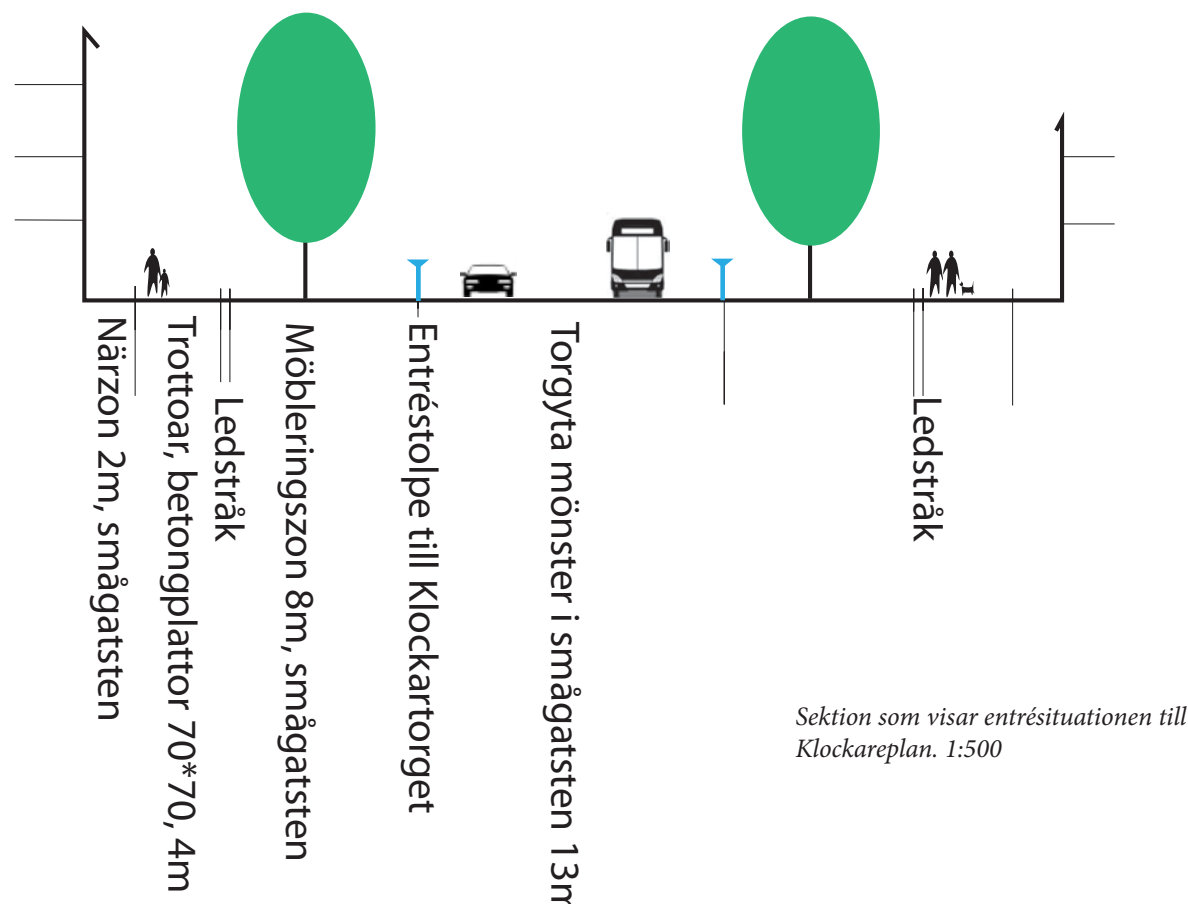 Närzon 2m, smågatsten
Trottoar, betongplattor 70*70, 4m
Ledstråk
Möbleringszon 8m, smågatsten
Entréstolpe till Klockartorget
Torgyta mönster i smågatsten 13m
Ledstråk
Sektion som visar entrésituationen till
Klockareplan. 1:500